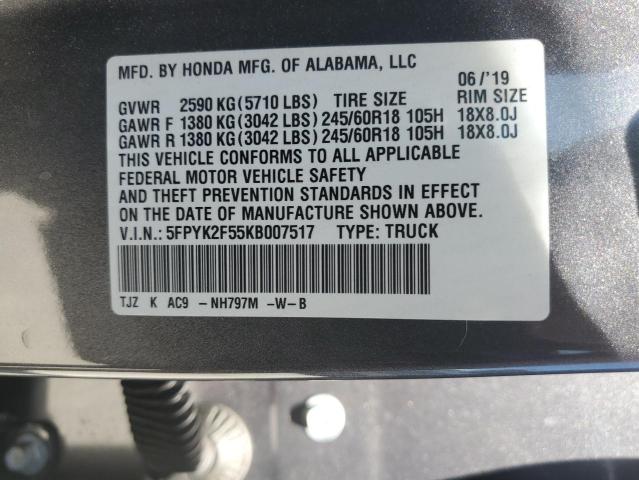 MFD. BY HONDA MFG. OF ALABAMA, LLC
06 /'19
GVWR 2590 KG (5710 LBS) TIRE SIZE RIM SIZE
GAWR F 1380 KG (3042 LBS) 245/60R18 105H 18X8.0J
GAWR R 1380 KG (3042 LBS) 245/60R18 105H 18X8.0J
THIS VEHICLE CONFORMS TO ALL APPLICABLE
FEDERAL MOTOR VEHICLE SAFETY
AND THEFT PREVENTION STANDARDS IN EFFECT
ON THE DATE OF MANUFACTURE SHOWN ABOVE.
V.I.N.: 5FPYK2F55KB007517 TYPE: TRUCK
TJZ K AC9 -NH797M -W-B